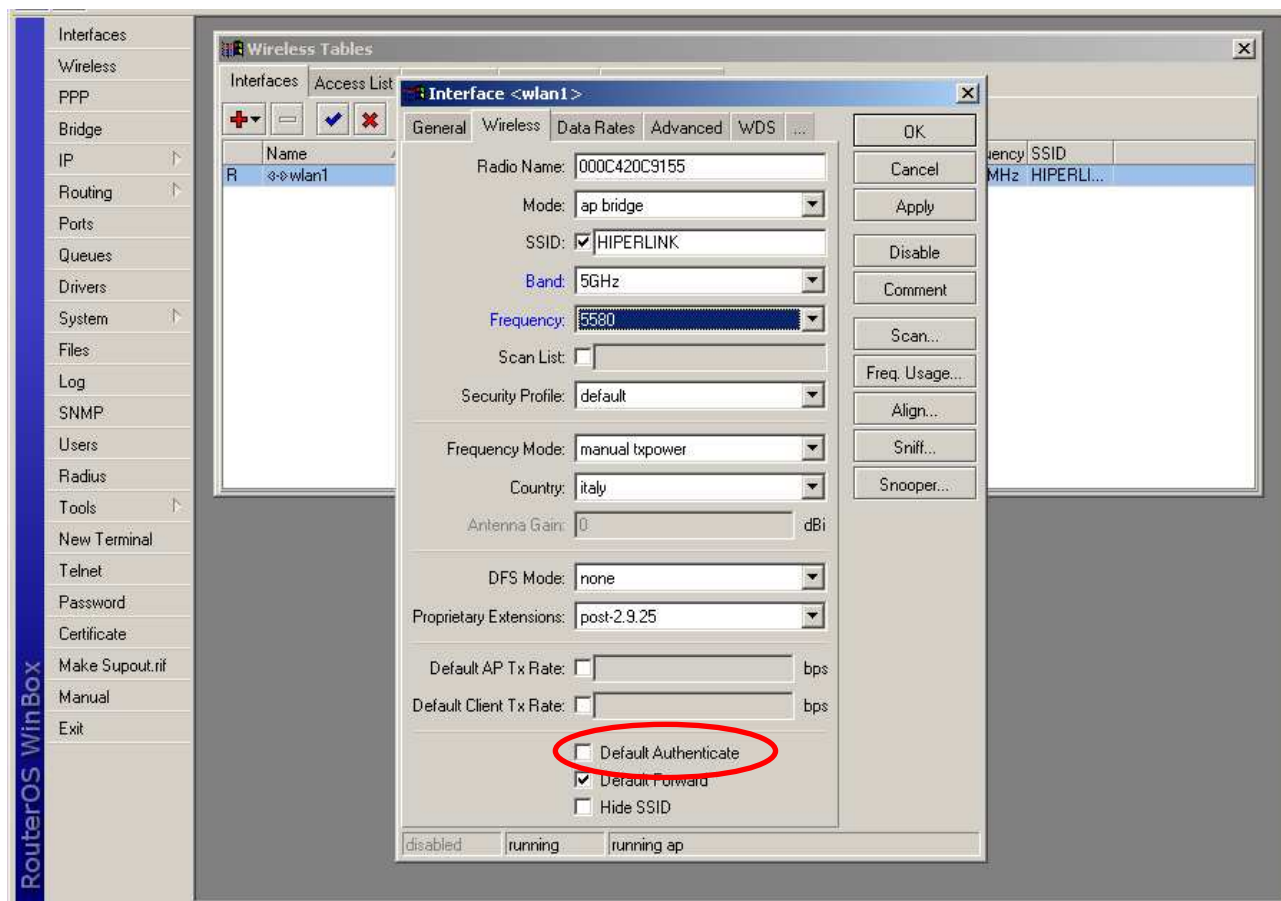 RouterOS WinBox
Interfaces
Wireless
PPP
Bridge
IP
Routing
Ports
Queues
Drivers
System
Files
Log
SNMP
Users
Radius
Tools
New Terminal
Telnet
Password
Certificate
Make Supout.rif
Manual
Exit
Wireless Tables
Interfaces Access List
Name
R wlan1
SSID
MHz HIPERLI...
Interface <wlan1>
General Wireless Data Rates Advanced WDS ...
Radio Name: 000C420C9155
Mode: ap bridge
SSID: HIPERLINK
Band: 5GHz
Frequency: 5580
Scan List:
Security Profile: default
Frequency Mode: manual txpower
Country: italy
Antenna Gain: 0 dBi
DFS Mode: none
Proprietary Extensions: post-2.9.25
Default AP Tx Rate: bps
Default Client Tx Rate: bps
Default Authenticate
Default Forward
Hide SSID
disabled running running ap
OK
Cancel
Apply
Disable
Comment
Scan...
Freq. Usage...
Align...
Sniff...
Snooper...